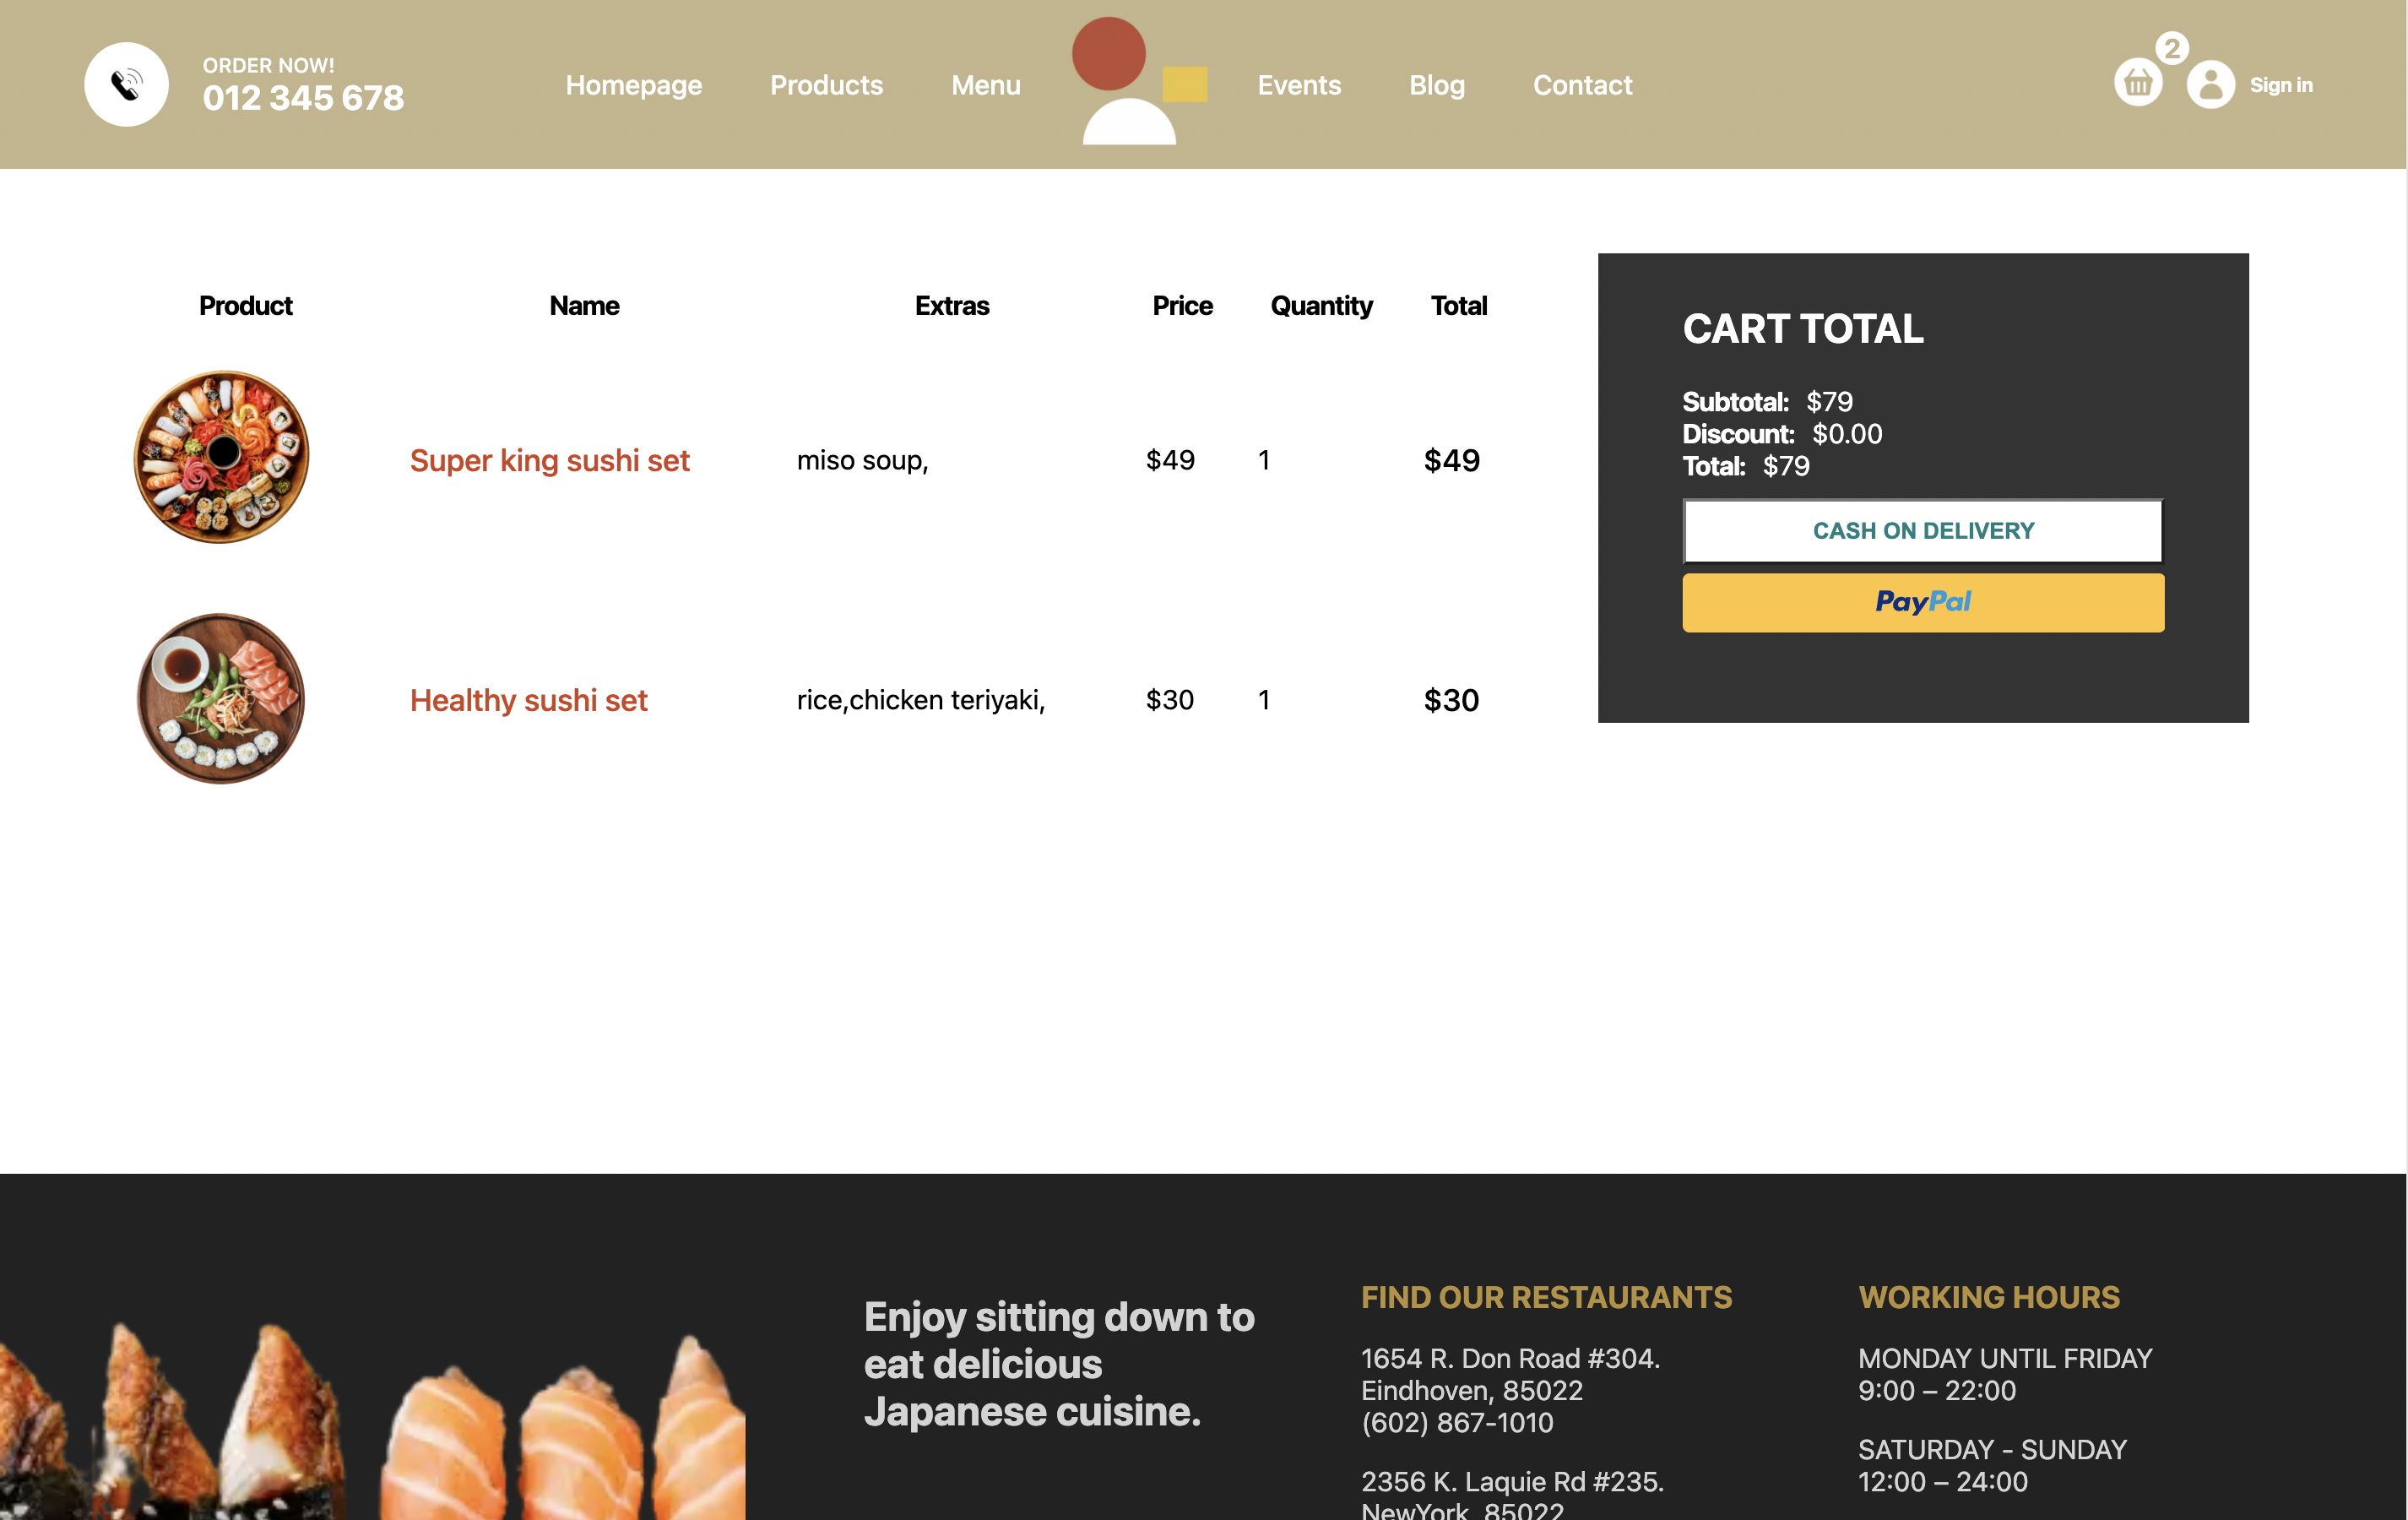 ORDER NOW!
012 345 678
Homepage
Products
Menu
Events
Blog
Contact
2
Sign in
Product Name Extras Price Quantity Total
Super king sushi set miso soup, $49 1 $49
Healthy sushi set rice,chicken teriyaki, $30 1 $30
CART TOTAL
Subtotal: $79
Discount: $0.00
Total: $79
CASH ON DELIVERY
PayPal
Enjoy sitting down to
eat delicious
Japanese cuisine.
FIND OUR RESTAURANTS
1654 R. Don Road #304.
Eindhoven, 85022
(602) 867-1010
2356 K. Laquie Rd #235.
NewYork, 85022
WORKING HOURS
MONDAY UNTIL FRIDAY
9:00 – 22:00
SATURDAY - SUNDAY
12:00 – 24:00